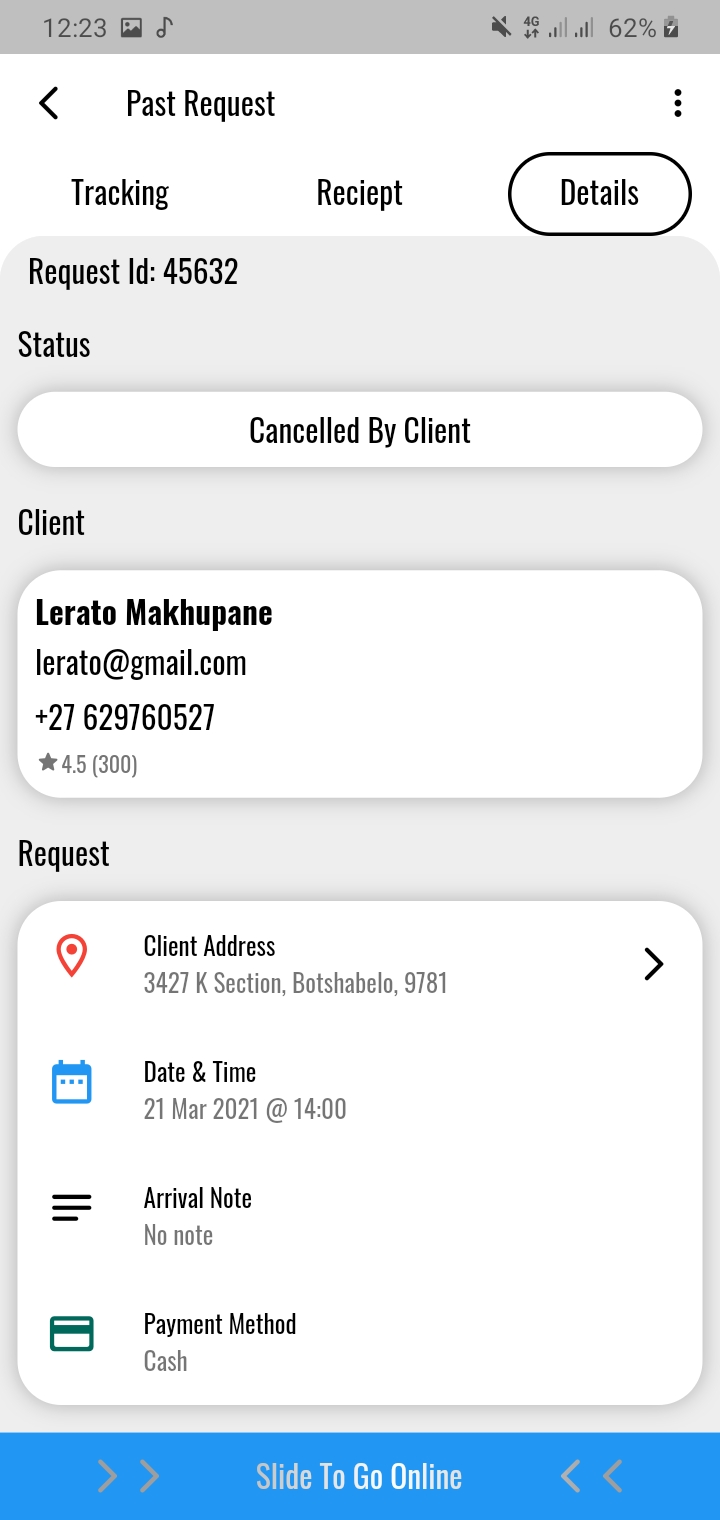 12:23
4G
62%
Past Request
Tracking
Reciept
Details
Request Id: 45632
Status
Cancelled By Client
Client
Lerato Makhupane
lerato@gmail.com
+27 629760527
4.5 (300)
Request
Client Address
3427 K Section, Botshabelo, 9781
Date & Time
21 Mar 2021 @ 14:00
Arrival Note
No note
Payment Method
Cash
Slide To Go Online